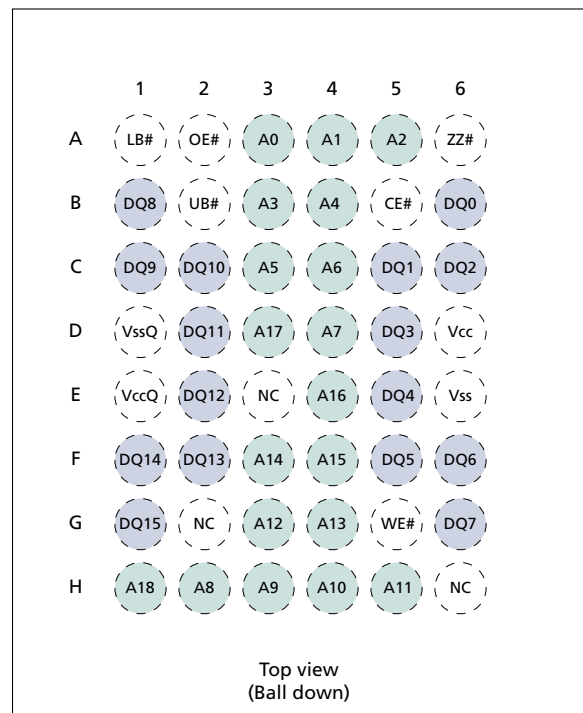 1 2 3 4 5 6
A LB# OE# A0 A1 A2 ZZ#
B DQ8 UB# A3 A4 CE# DQ0
C DQ9 DQ10 A5 A6 DQ1 DQ2
D VssQ DQ11 A17 A7 DQ3 Vcc
E VccQ DQ12 NC A16 DQ4 Vss
F DQ14 DQ13 A14 A15 DQ5 DQ6
G DQ15 NC A12 A13 WE# DQ7
H A18 A8 A9 A10 A11 NC
Top view
(Ball down)